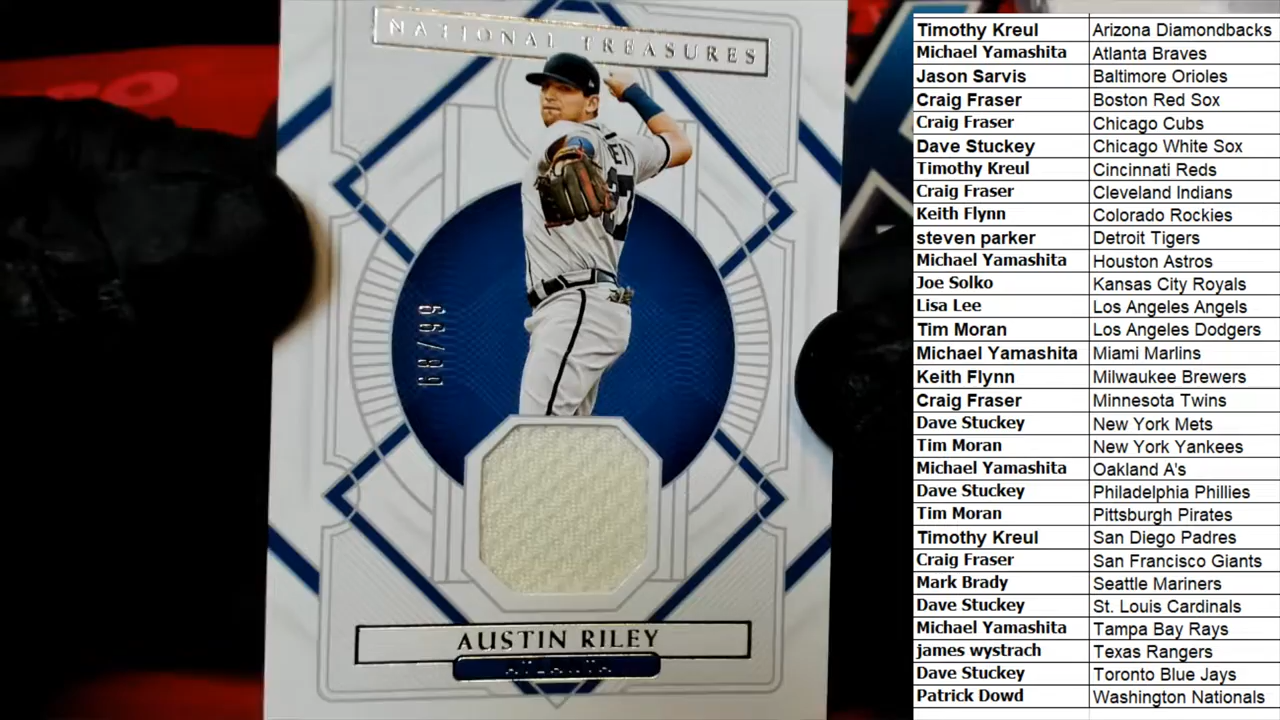 NATIONAL TREASURES
AUSTIN RILEY
ATLANTA
Timothy Kreul Arizona Diamondbacks
Michael Yamashita Atlanta Braves
Jason Sarvis Baltimore Orioles
Craig Fraser Boston Red Sox
Craig Fraser Chicago Cubs
Dave Stuckey Chicago White Sox
Timothy Kreul Cincinnati Reds
Craig Fraser Cleveland Indians
Keith Flynn Colorado Rockies
steven parker Detroit Tigers
Michael Yamashita Houston Astros
Joe Solko Kansas City Royals
Lisa Lee Los Angeles Angels
Tim Moran Los Angeles Dodgers
Michael Yamashita Miami Marlins
Keith Flynn Milwaukee Brewers
Craig Fraser Minnesota Twins
Dave Stuckey New York Mets
Tim Moran New York Yankees
Michael Yamashita Oakland A's
Dave Stuckey Philadelphia Phillies
Tim Moran Pittsburgh Pirates
Timothy Kreul San Diego Padres
Craig Fraser San Francisco Giants
Mark Brady Seattle Mariners
Dave Stuckey St. Louis Cardinals
Michael Yamashita Tampa Bay Rays
james wystrach Texas Rangers
Dave Stuckey Toronto Blue Jays
Patrick Dowd Washington Nationals